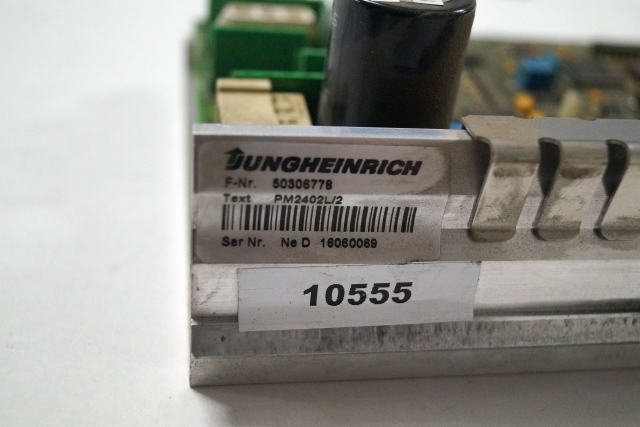 JUNGHEINRICH
F-Nr. 50306778
Text PM2402L/2
Ser Nr. Ne D 16060069
10555